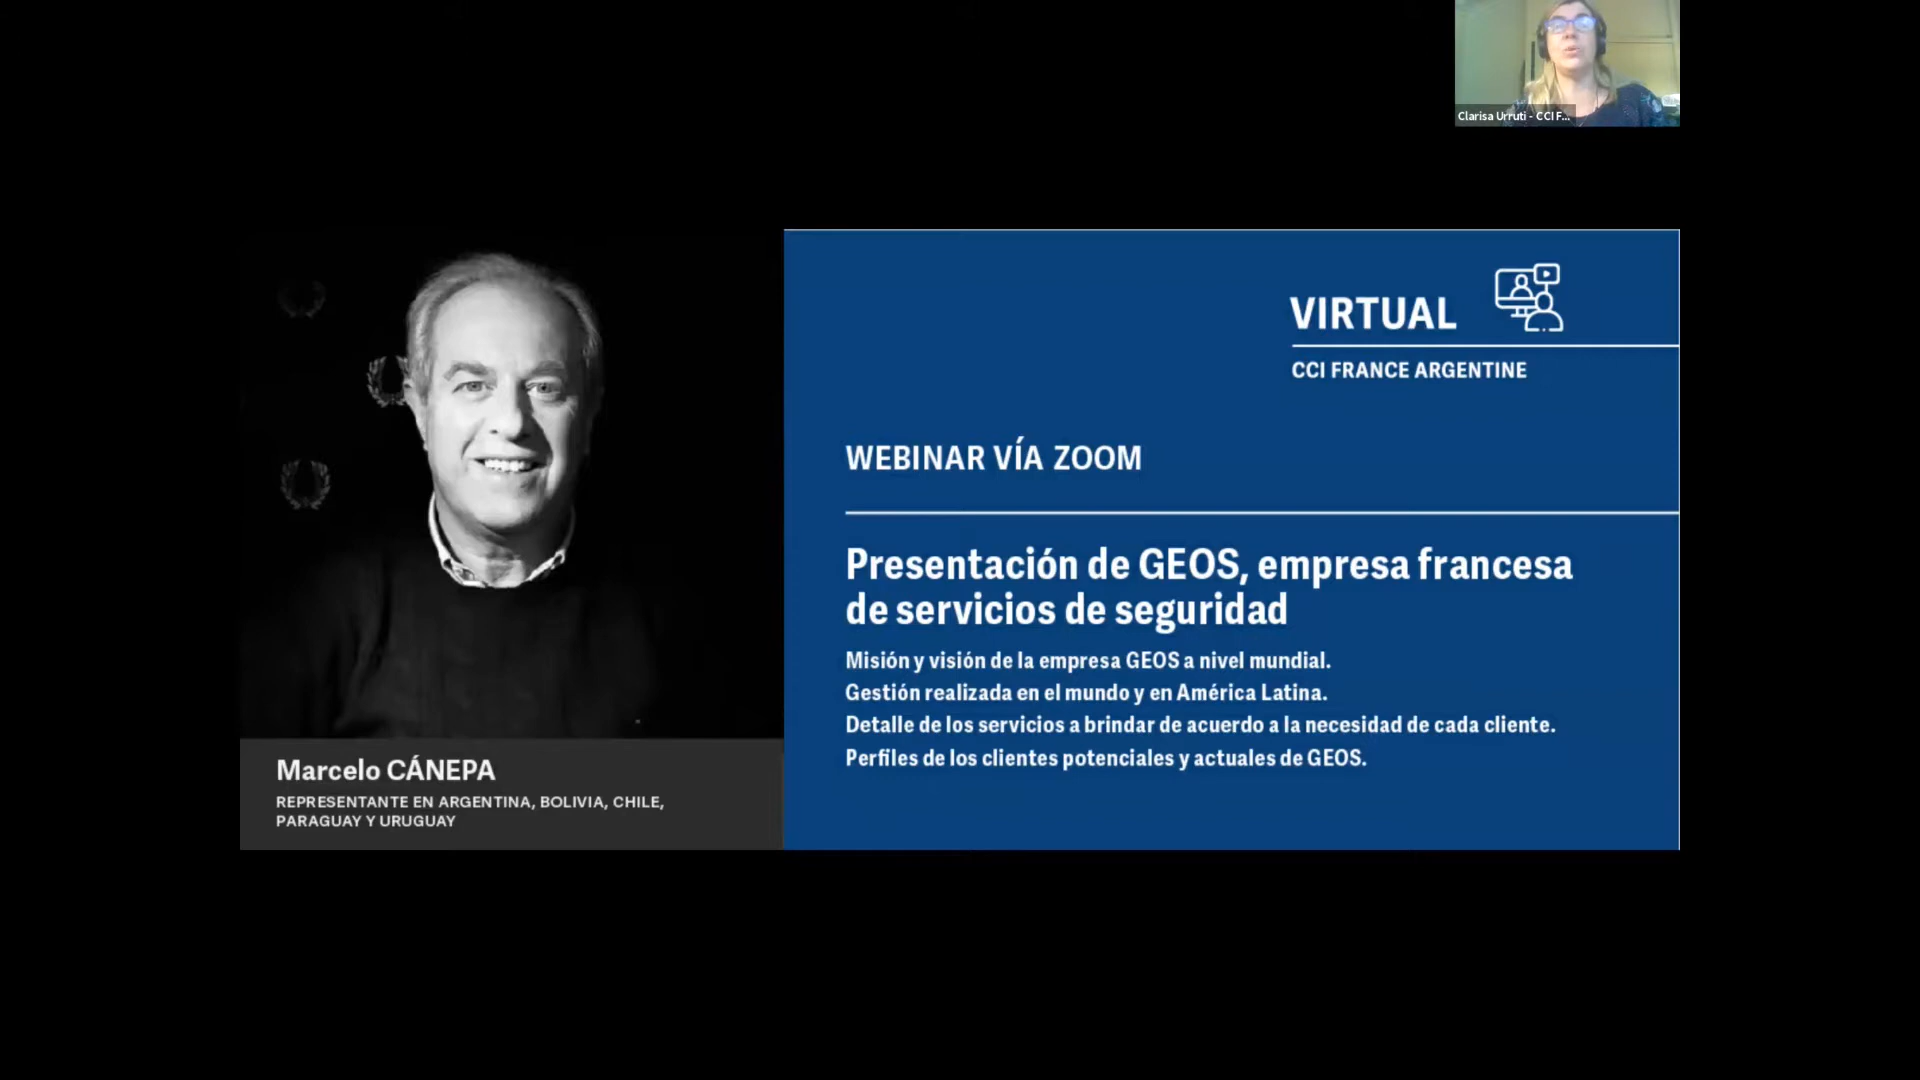 Clarisa Urruti - CCI F...
VIRTUAL
CCI FRANCE ARGENTINE
WEBINAR VÍA ZOOM
Presentación de GEOS, empresa francesa
de servicios de seguridad
Misión y visión de la empresa GEOS a nivel mundial.
Gestión realizada en el mundo y en América Latina.
Detalle de los servicios a brindar de acuerdo a la necesidad de cada cliente.
Perfiles de los clientes potenciales y actuales de GEOS.
Marcelo CÁNEPA
REPRESENTANTE EN ARGENTINA, BOLIVIA, CHILE,
PARAGUAY Y URUGUAY